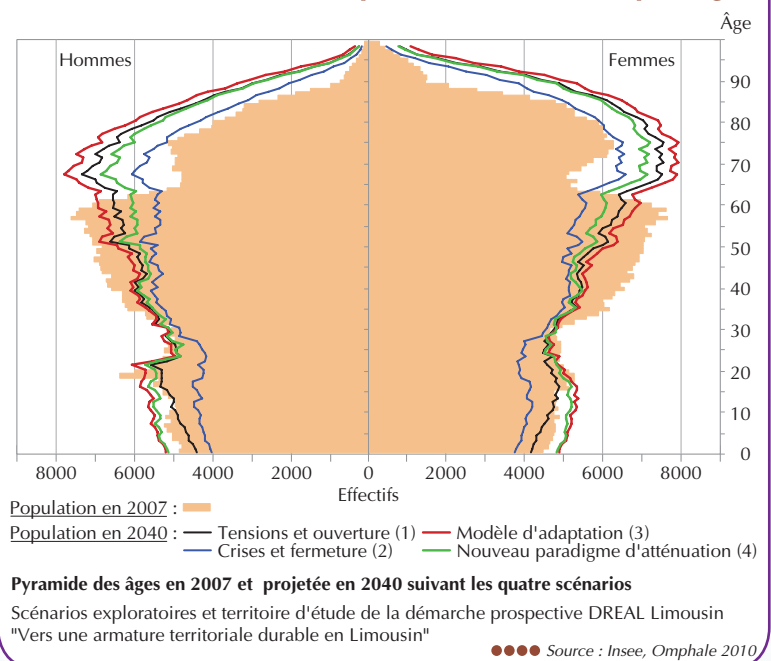 Âge
Hommes
Femmes
90
80
70
60
50
40
30
20
10
0
8000 6000 4000 2000 0 2000 4000 6000 8000
Effectifs
Population en 2007 :
Population en 2040 : Tensions et ouverture (1) Modèle d'adaptation (3)
Crises et fermeture (2) Nouveau paradigme d'atténuation (4)
Pyramide des âges en 2007 et projetée en 2040 suivant les quatre scénarios
Scénarios exploratoires et territoire d'étude de la démarche prospective DREAL Limousin
"Vers une armature territoriale durable en Limousin"
Source : Insee, Omphale 2010